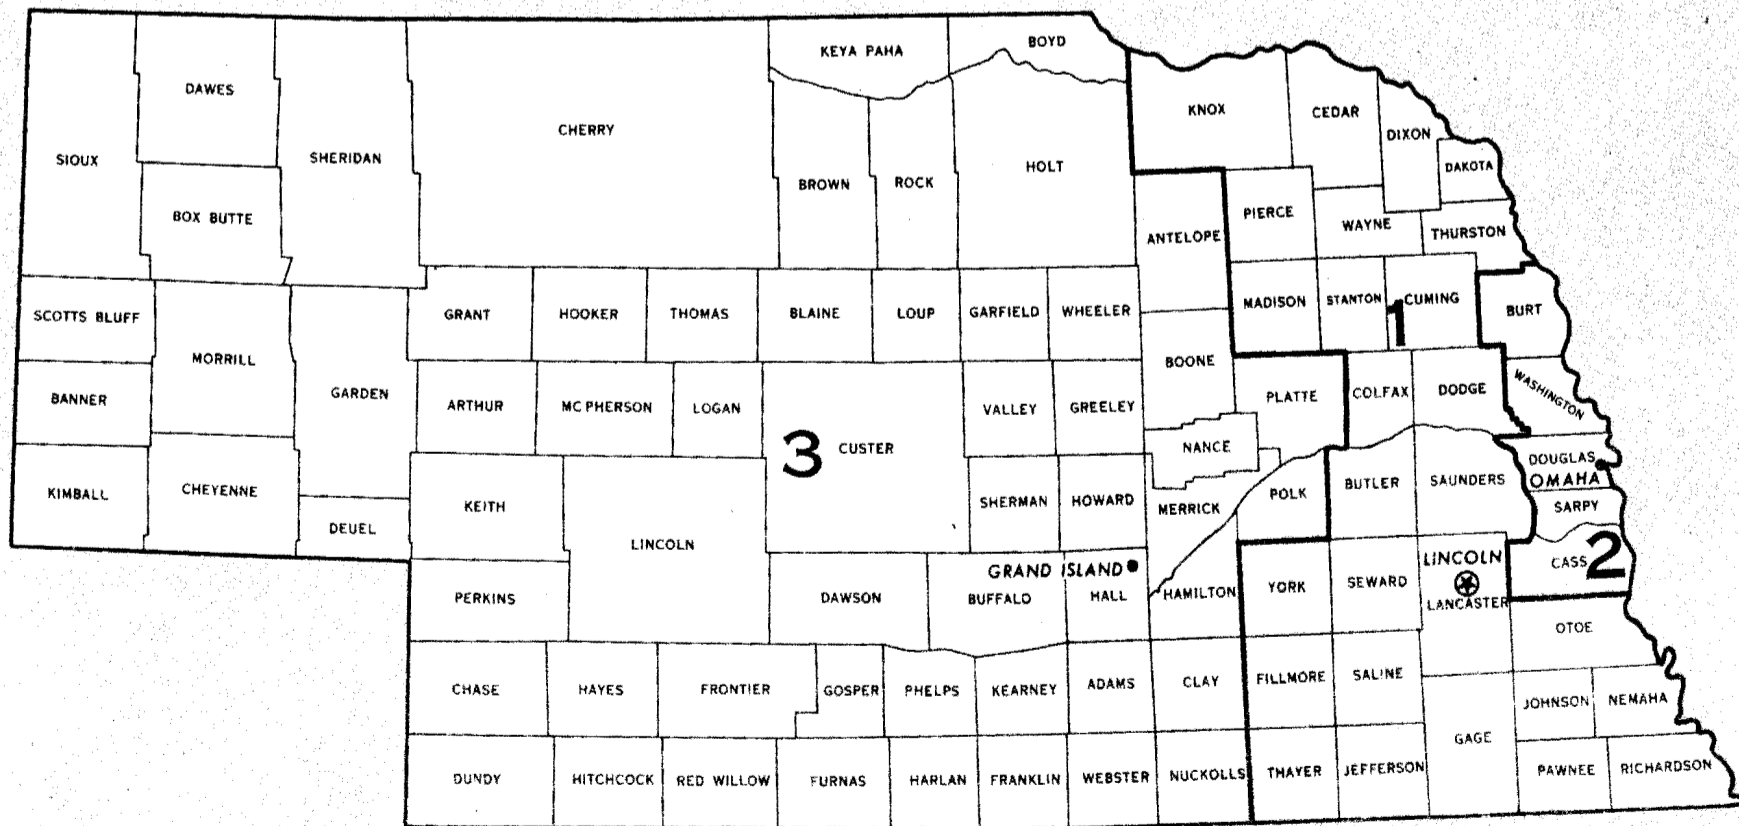 KEYA PAHA
BOYD
DAWES
CHERRY
KNOX
CEDAR
DIXON
SIOUX
SHERIDAN
BROWN
ROCK
HOLT
DAKOTA
BOX BUTTE
PIERCE
WAYNE
THURSTON
ANTELOPE
SCOTTS BLUFF
GRANT
HOOKER
THOMAS
BLAINE
LOUP
GARFIELD
WHEELER
MADISON
STANTON
CUMING
1
BURT
MORRILL
BOONE
BANNER
GARDEN
ARTHUR
MC PHERSON
LOGAN
VALLEY
GREELEY
PLATTE
COLFAX
DODGE
WASHINGTON
3
CUSTER
NANCE
KIMBALL
CHEYENNE
KEITH
SHERMAN
HOWARD
MERRICK
POLK
BUTLER
SAUNDERS
DOUGLAS
OMAHA
SARPY
DEUEL
LINCOLN
GRAND ISLAND
LINCOLN
CASS
2
PERKINS
DAWSON
BUFFALO
HALL
HAMILTON
YORK
SEWARD
LANCASTER
OTOE
CHASE
HAYES
FRONTIER
GOSPER
PHELPS
KEARNEY
ADAMS
CLAY
FILLMORE
SALINE
JOHNSON
NEMAHA
GAGE
DUNDY
HITCHCOCK
RED WILLOW
FURNAS
HARLAN
FRANKLIN
WEBSTER
NUCKOLLS
THAYER
JEFFERSON
PAWNEE
RICHARDSON